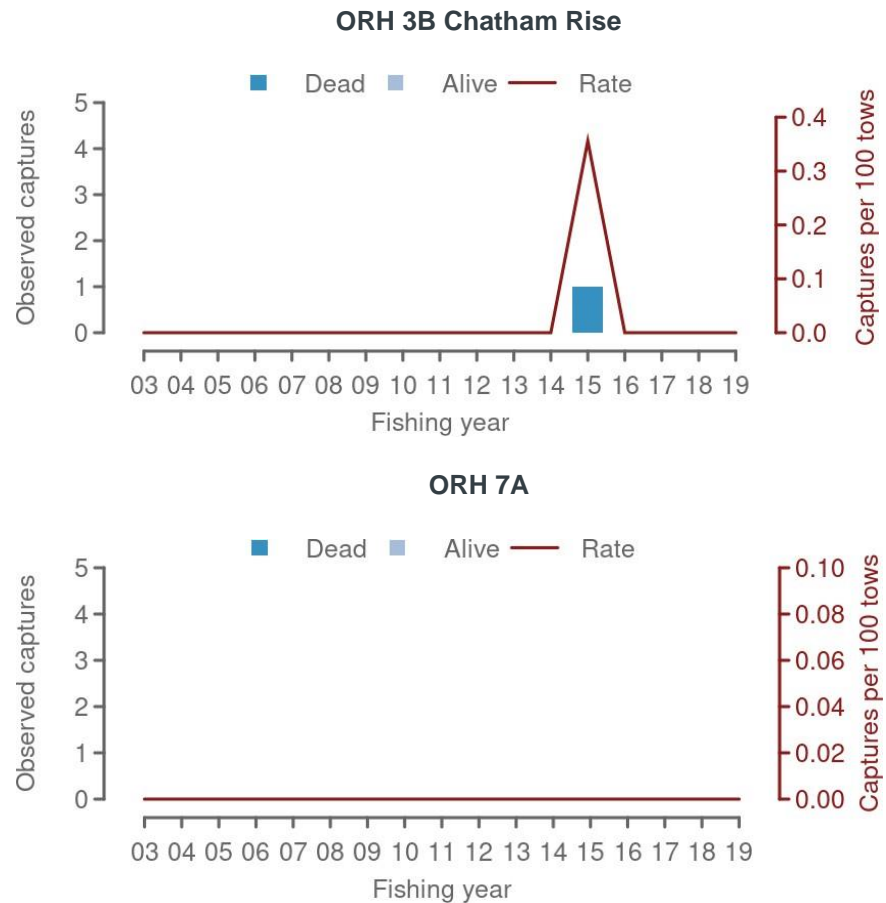 ORH 3B Chatham Rise
Dead Alive Rate
Observed captures
5
4
3
2
1
0
0.4
0.3
0.2
0.1
0.0
Captures per 100 tows
03 04 05 06 07 08 09 10 11 12 13 14 15 16 17 18 19
Fishing year
ORH 7A
Dead Alive Rate
Observed captures
5
4
3
2
1
0
0.10
0.08
0.06
0.04
0.02
0.00
Captures per 100 tows
03 04 05 06 07 08 09 10 11 12 13 14 15 16 17 18 19
Fishing year